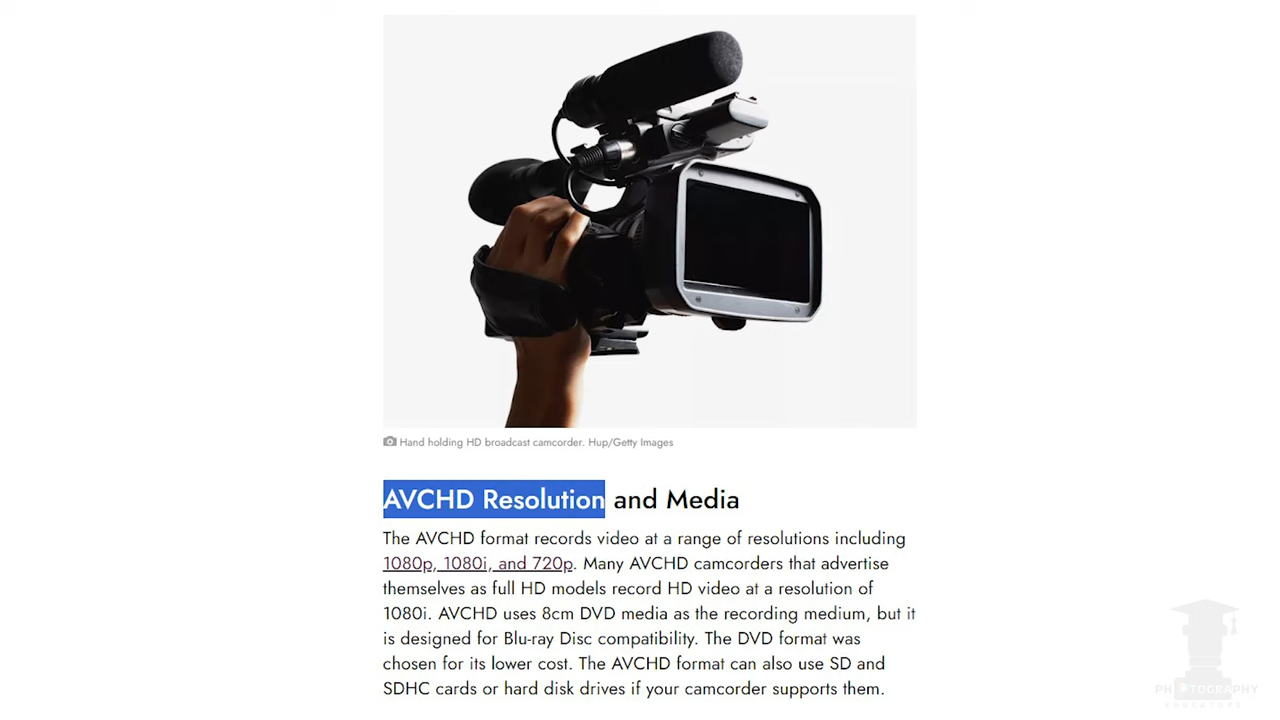 Hand holding HD broadcast camcorder. Hup/Getty Images
AVCHD Resolution and Media
The AVCHD format records video at a range of resolutions including
1080p, 1080i, and 720p. Many AVCHD camcorders that advertise
themselves as full HD models record HD video at a resolution of
1080i. AVCHD uses 8cm DVD media as the recording medium, but it
is designed for Blu-ray Disc compatibility. The DVD format was
chosen for its lower cost. The AVCHD format can also use SD and
SDHC cards or hard disk drives if your camcorder supports them.
PHOTOGRAPHY
EDUCATORS